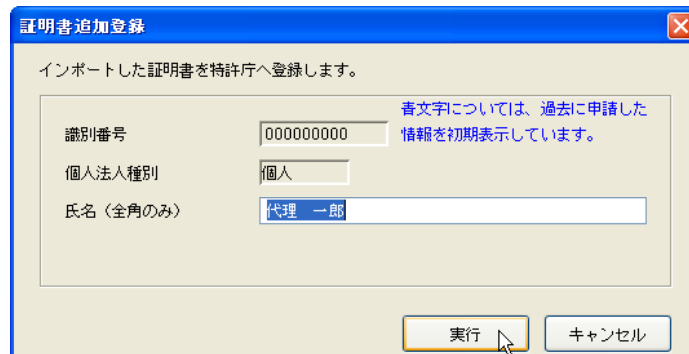 証明書追加登録
インポートした証明書を特許庁へ登録します。
青文字については、過去に申請した
情報を初期表示しています。
識別番号 000000000
個人法人種別 個人
氏名（全角のみ） 代理　一郎
実行 キャンセル